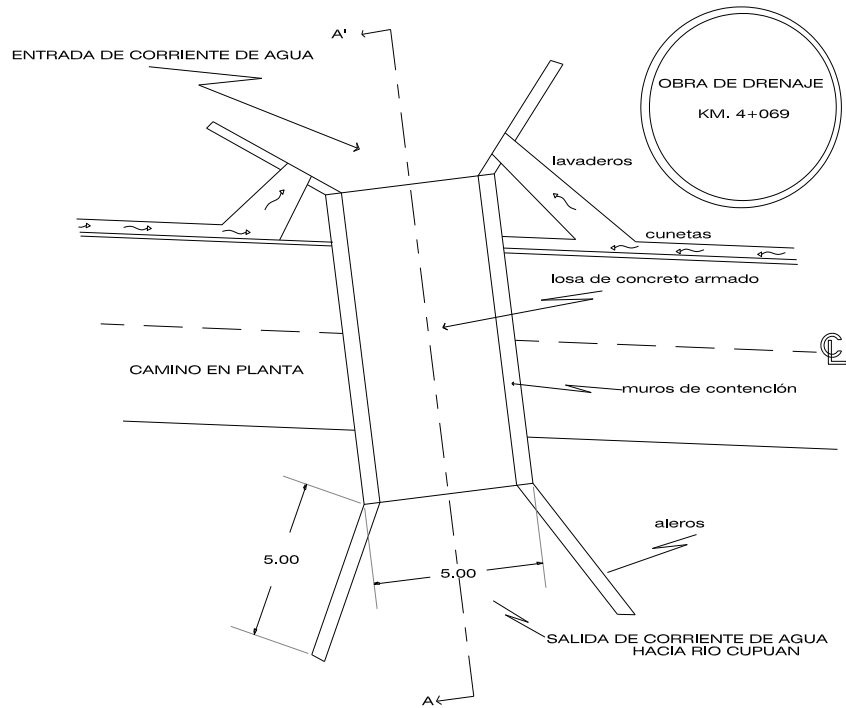 A'
ENTRADA DE CORRIENTE DE AGUA
OBRA DE DRENAJE
KM. 4+069
lavaderos
cunetas
losa de concreto armado
CL
CAMINO EN PLANTA
muros de contención
aleros
5.00
5.00
SALIDA DE CORRIENTE DE AGUA
HACIA RIO CUPUAN
A